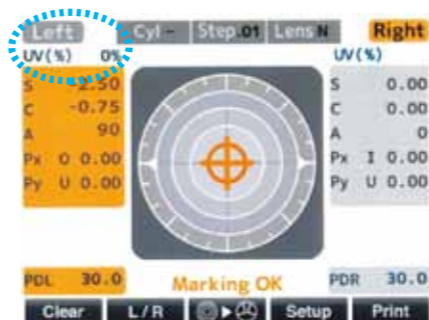 Left Cyl - Step.01 Lens N Right
UV(%) 0% UV(%)
S 2.50 S 0.00
C -0.75 C 0.00
A 90 A 0
Px O 0.00 Px I 0.00
Py U 0.00 Py U 0.00
PDL 30.0 Marking OK PDR 30.0
Clear L/R Setup Print